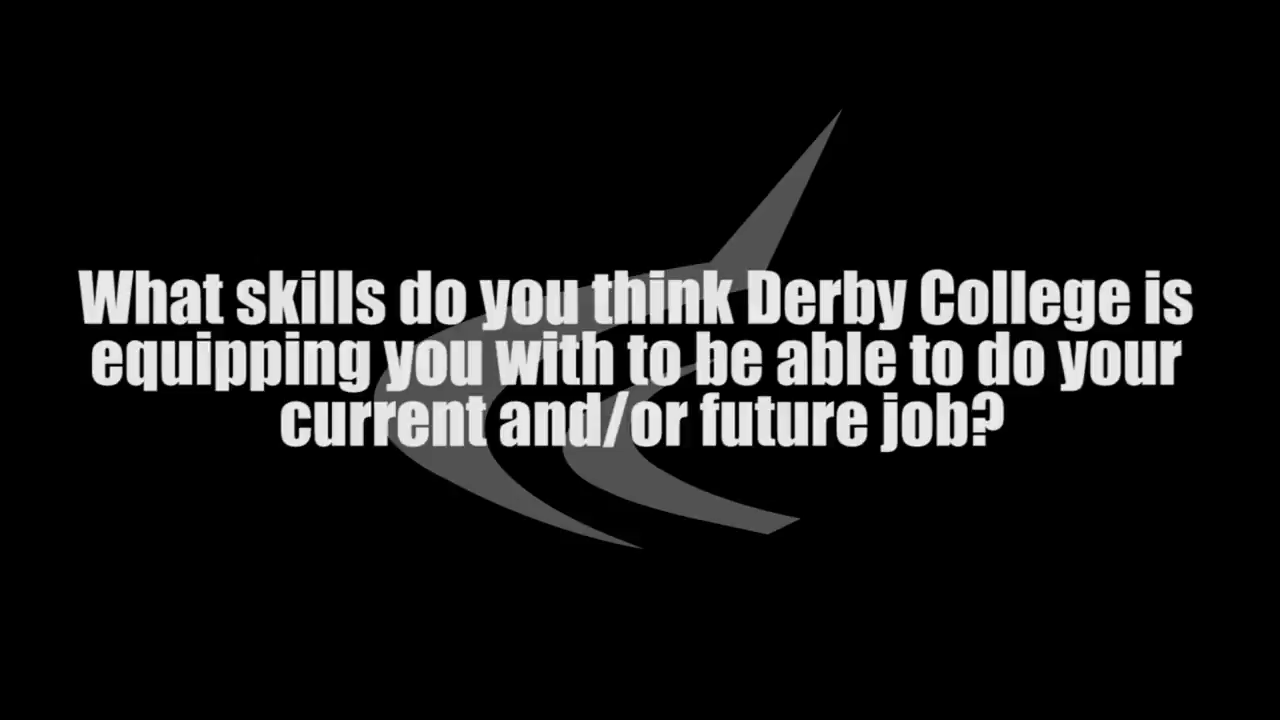 What skills do you think Derby College is
equipping you with to be able to do your
current and/or future job?